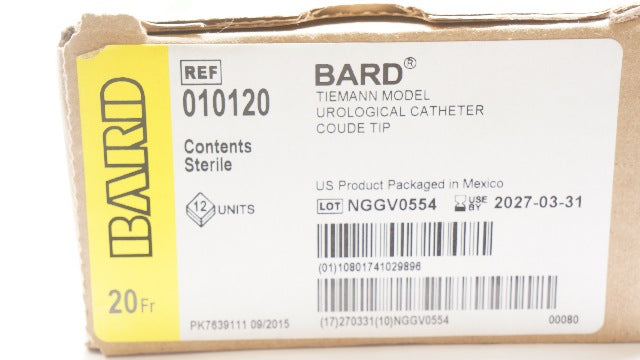 BARD
20 Fr
REF
010120
Contents
Sterile
12 UNITS
PK7639111 09/2015
BARD®
TIEMANN MODEL
UROLOGICAL CATHETER
COUDE TIP
US Product Packaged in Mexico
LOT NGGV0554 USE BY 2027-03-31
(01)10801741029896
(17)270331(10)NGGV0554 00080